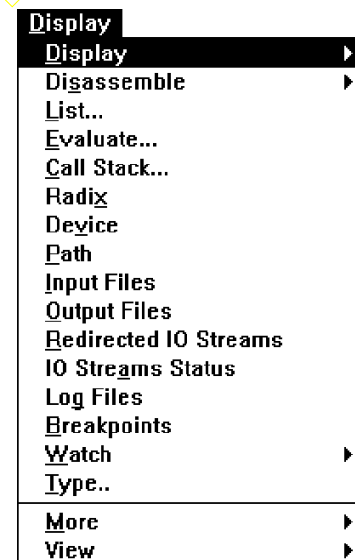 Display
Display
Disassemble
List...
Evaluate...
Call Stack...
Radix
Device
Path
Input Files
Output Files
Redirected IO Streams
IO Streams Status
Log Files
Breakpoints
Watch
Type..
More
View